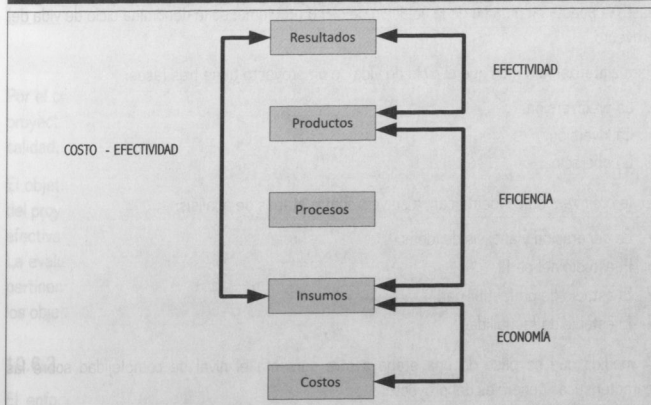 Resultados
EFECTIVIDAD
Productos
COSTO - EFECTIVIDAD
Procesos
EFICIENCIA
Insumos
ECONOMÍA
Costos